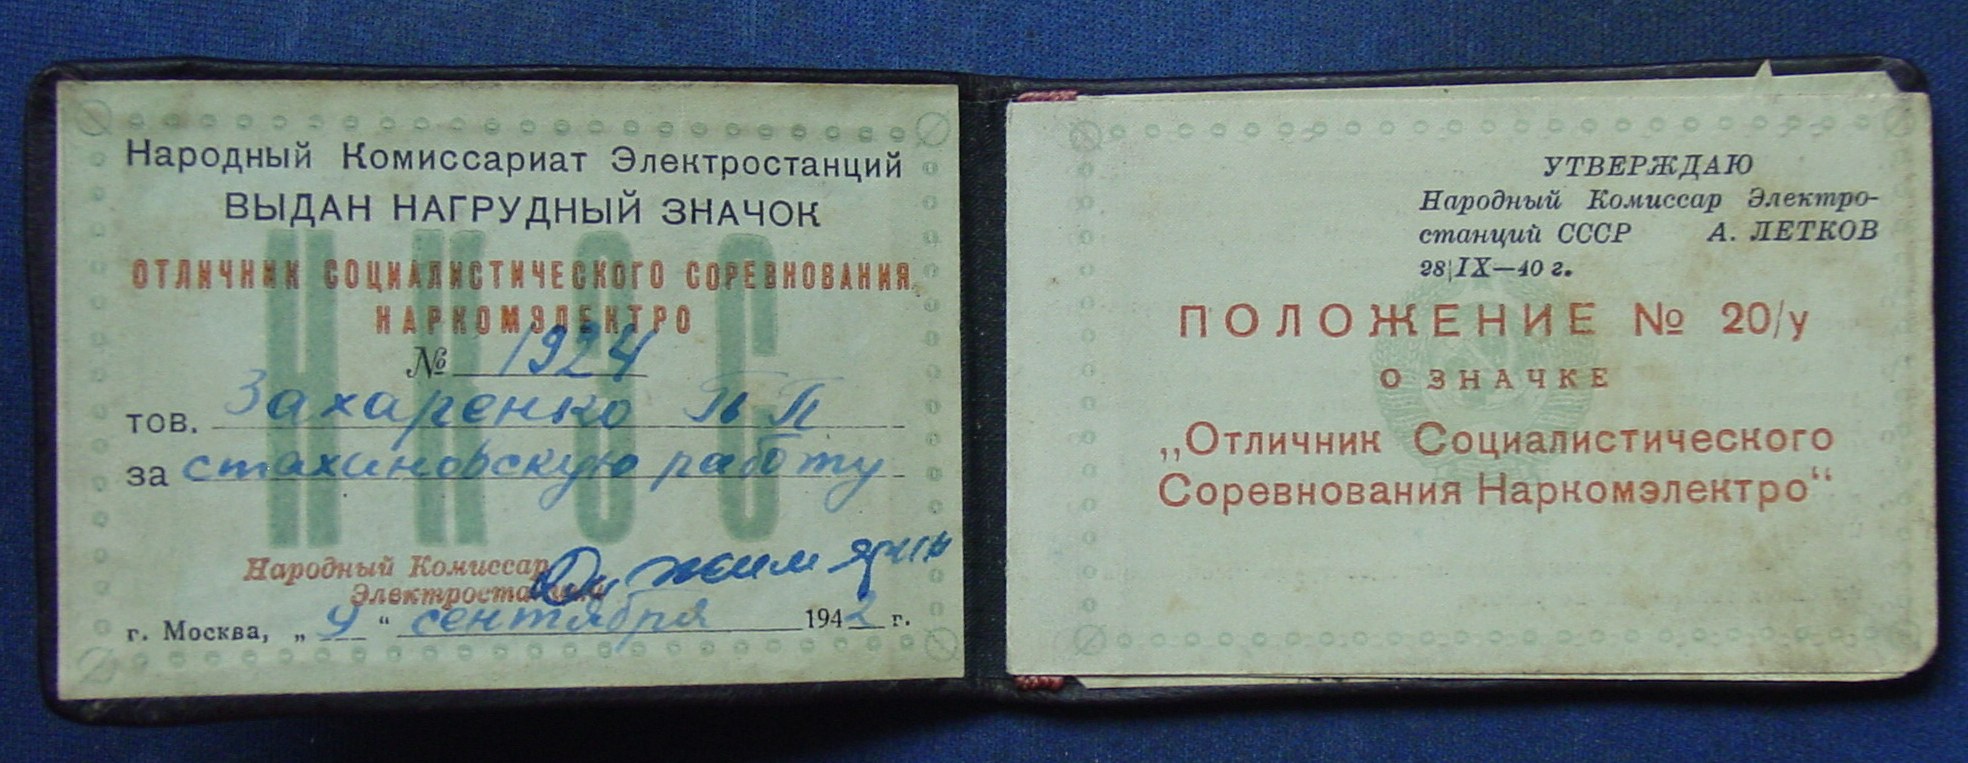 Народный Комиссариат Электростанций
ВЫДАН НАГРУДНЫЙ ЗНАЧОК
НКЭС
ОТЛИЧНИК СОЦИАЛИСТИЧЕСКОГО СОРЕВНОВАНИЯ
НАРКОМЭЛЕКТРО
№ 1924
тов. Захаренко П
за стахановскую работу
Народный Комиссар
Электростанций
г. Москва, „9“ сентября 1942 г.
УТВЕРЖДАЮ
Народный Комиссар Электро-
станций СССР А. ЛЕТКОВ
28|IX—40 г.
ПОЛОЖЕНИЕ № 20/у
О ЗНАЧКЕ
„Отличник Социалистического
Соревнования Наркомэлектро“